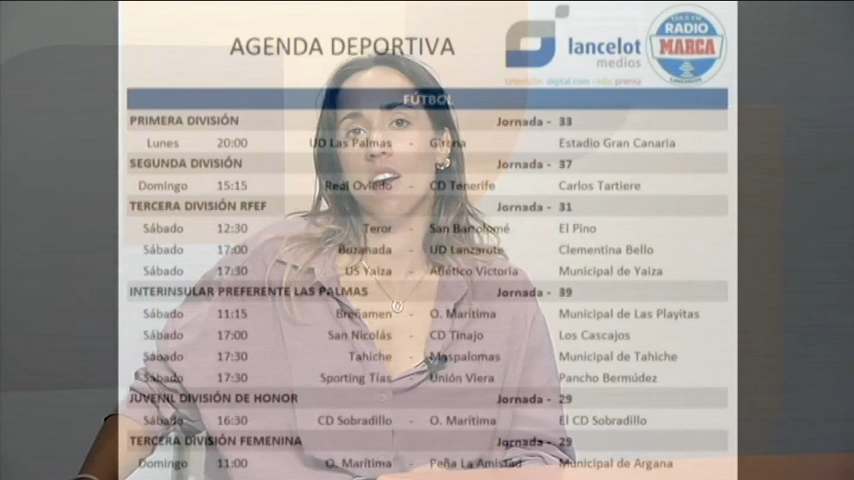 AGENDA DEPORTIVA
lancelot
medios
RADIO
MARCA
FÚTBOL
PRIMERA DIVISIÓN Jornada - 33
Lunes 20:00 UD Las Palmas - Girona Estadio Gran Canaria
SEGUNDA DIVISIÓN Jornada - 37
Domingo 15:15 Real Oviedo - CD Tenerife Carlos Tartiere
TERCERA DIVISIÓN RFEF Jornada - 31
Sábado 12:30 Teror - San Bartolomé El Pino
Sábado 17:00 Buzanada - UD Lanzarote Clementina Bello
Sábado 17:30 US Yaiza - Atlético Victoria Municipal de Yaiza
INTERINSULAR PREFERENTE LAS PALMAS Jornada - 39
Sábado 11:15 Breñamen - O. Marítima Municipal de Las Playitas
Sábado 17:00 San Nicolás - CD Tinajo Los Cascajos
Sábado 17:30 Tahiche - Maspalomas Municipal de Tahiche
Sábado 17:30 Sporting Tías - Unión Viera Pancho Bermúdez
JUVENIL DIVISIÓN DE HONOR Jornada - 29
Sábado 16:30 CD Sobradillo - O. Marítima El CD Sobradillo
TERCERA DIVISIÓN FEMENINA Jornada - 29
Domingo 11:00 O. Marítima - Peña La Amistad Municipal de Argana